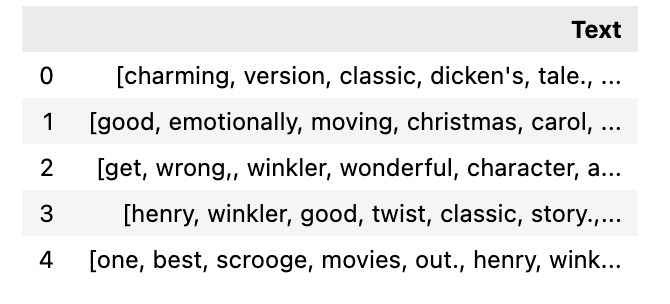 Text
0 [charming, version, classic, dicken's, tale., ...
1 [good, emotionally, moving, christmas, carol, ...
2 [get, wrong,, winkler, wonderful, character, a...
3 [henry, winkler, good, twist, classic, story.,...
4 [one, best, scrooge, movies, out., henry, wink...